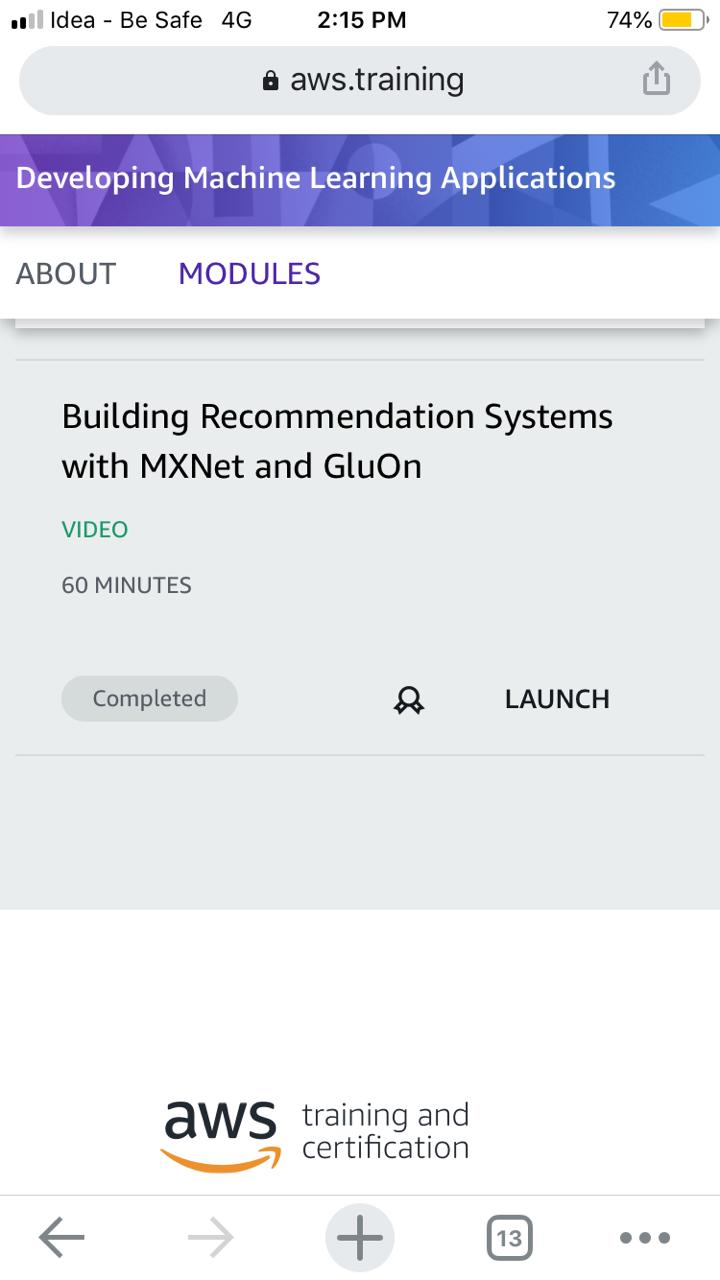 Idea - Be Safe 4G 2:15 PM 74%
aws.training
Developing Machine Learning Applications
ABOUT MODULES
Building Recommendation Systems
with MXNet and GluOn
VIDEO
60 MINUTES
Completed LAUNCH
aws training and
certification
13